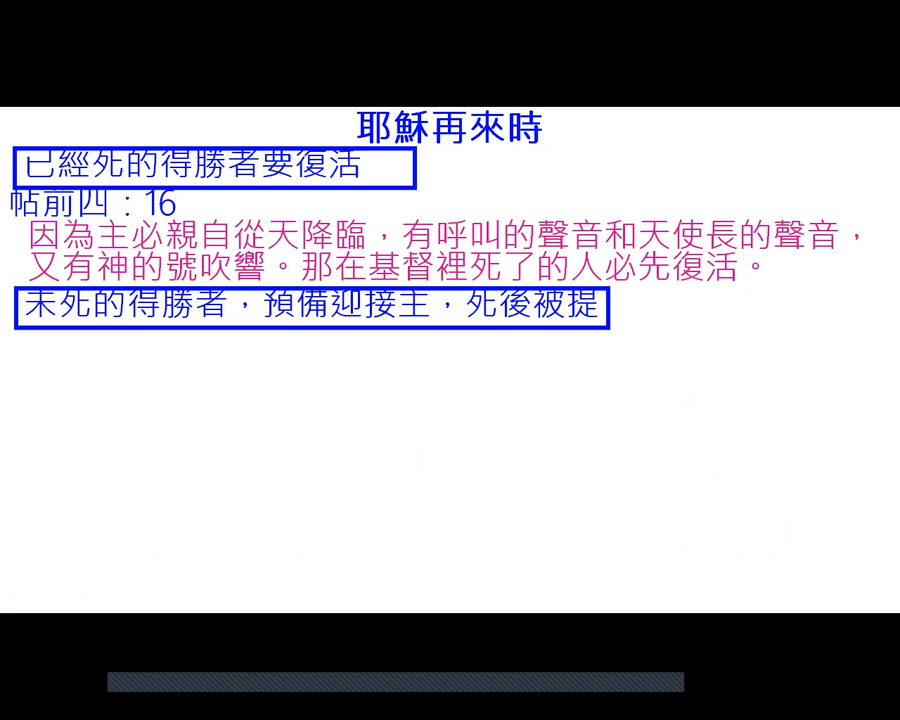 耶穌再來時
已經死的得勝者要復活
帖前四：16
因為主必親自從天降臨，有呼叫的聲音和天使長的聲音，
又有神的號吹響。那在基督裡死了的人必先復活。
未死的得勝者，預備迎接主，死後被提